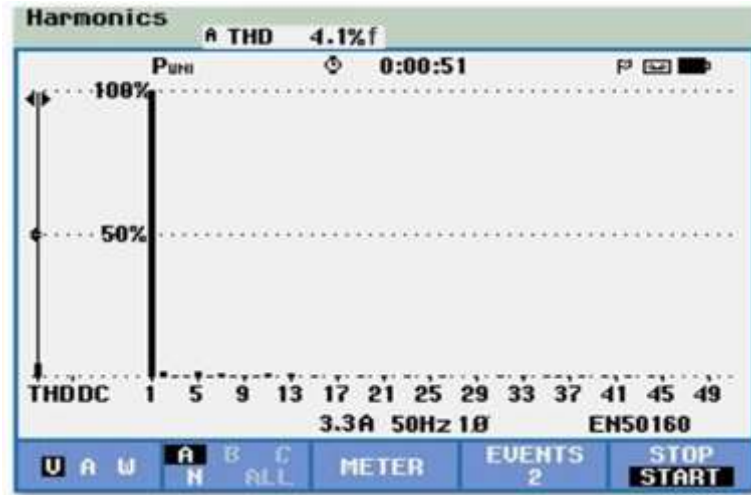 Harmonics
A THD 4.1%f
PUNI 0:00:51
100%
50%
THD DC 1 5 9 13 17 21 25 29 33 37 41 45 49
3.3A 50Hz 1Ø EN50160
V A W A B C METER EVENTS STOP
N ALL 2 START